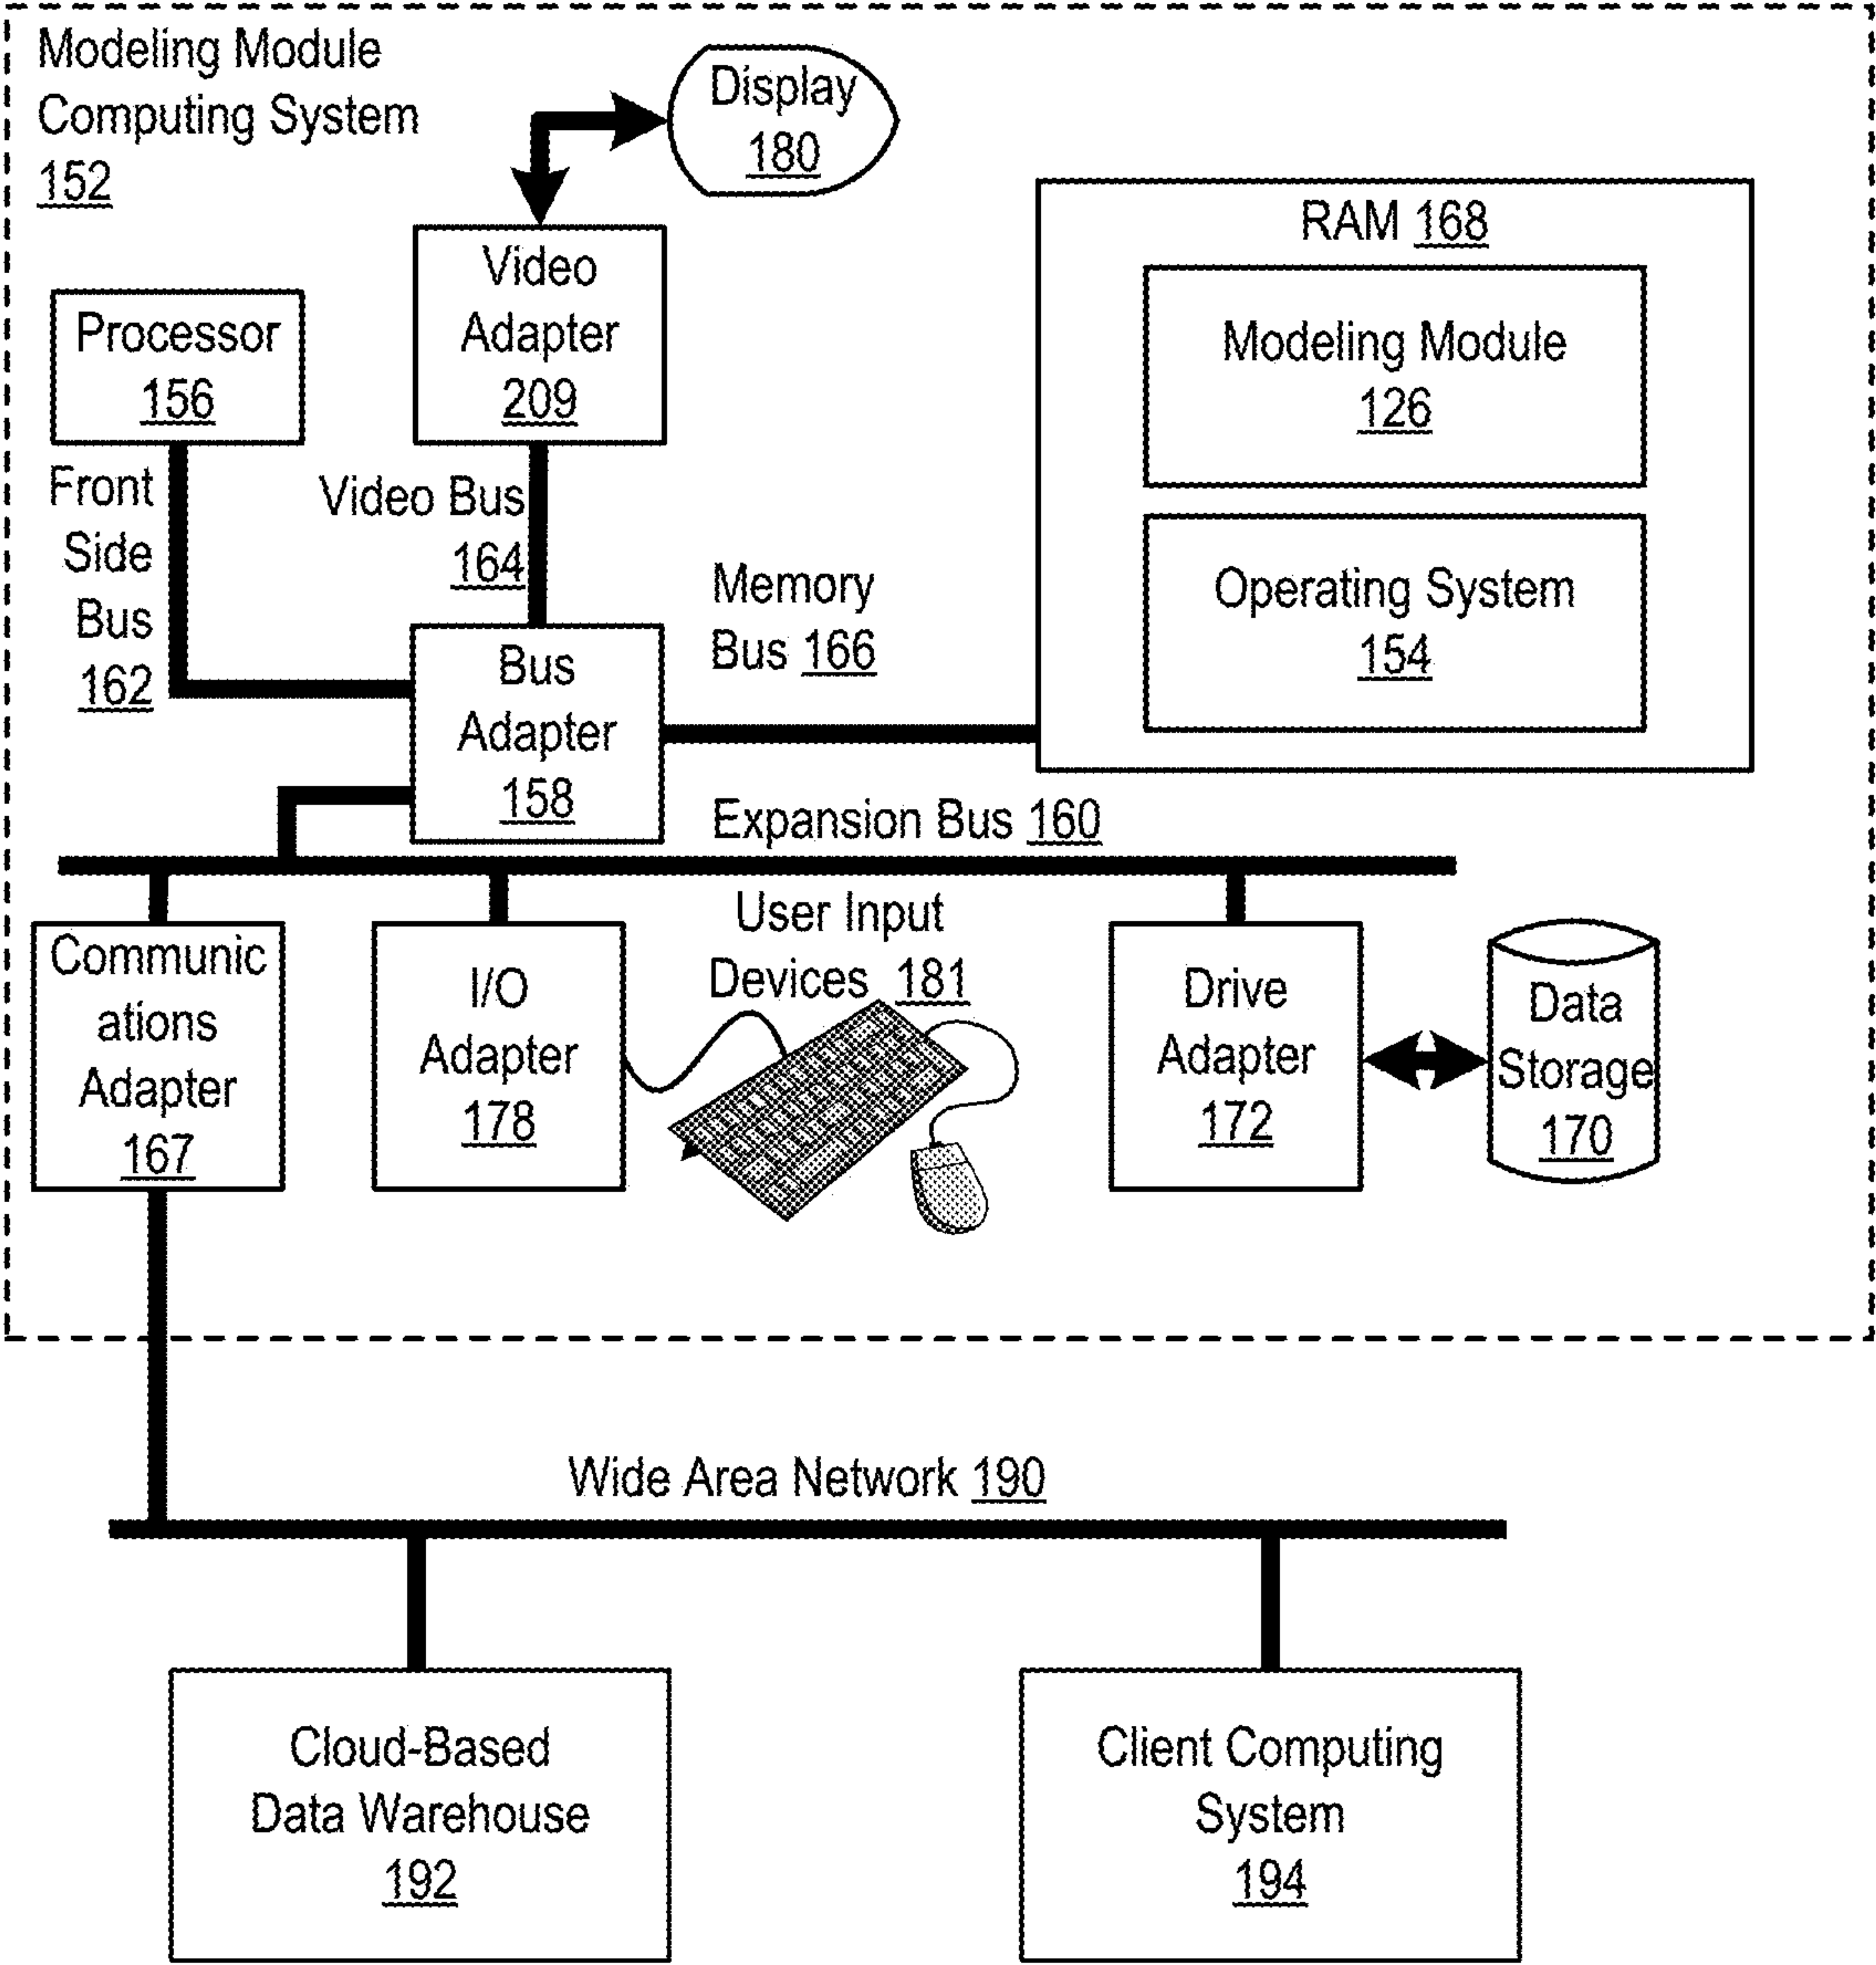 Modeling Module
Computing System
152
Display
180
Video
Adapter
209
Processor
156
RAM 168
Modeling Module
126
Operating System
154
Front
Side
Bus
162
Video Bus
164
Memory
Bus 166
Bus
Adapter
158
Expansion Bus 160
Communic
ations
Adapter
167
I/O
Adapter
178
User Input
Devices 181
Drive
Adapter
172
Data
Storage
170
Wide Area Network 190
Cloud-Based
Data Warehouse
192
Client Computing
System
194